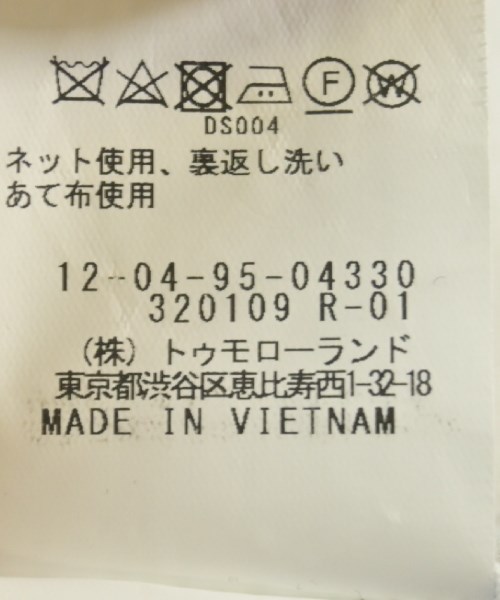 F W
DS004
ネット使用、裏返し洗い
あて布使用
12-04-95-04330
320109 R-01
(株) トゥモローランド
東京都渋谷区恵比寿西1-32-18
MADE IN VIETNAM